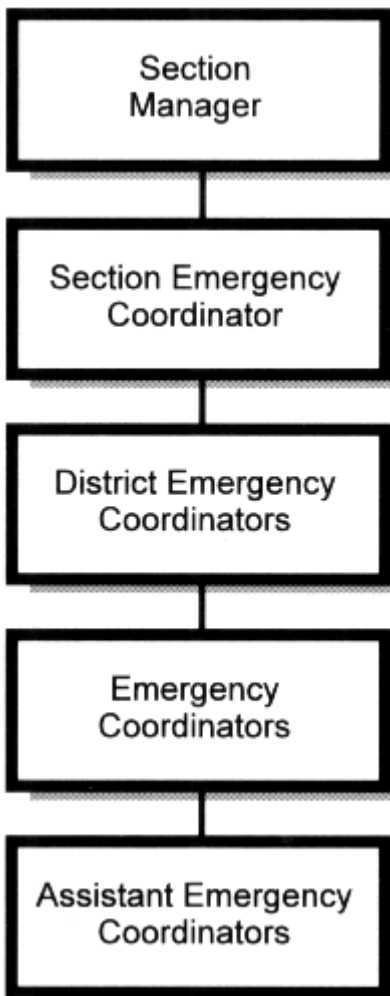 Section
Manager
Section Emergency
Coordinator
District Emergency
Coordinators
Emergency
Coordinators
Assistant Emergency
Coordinators